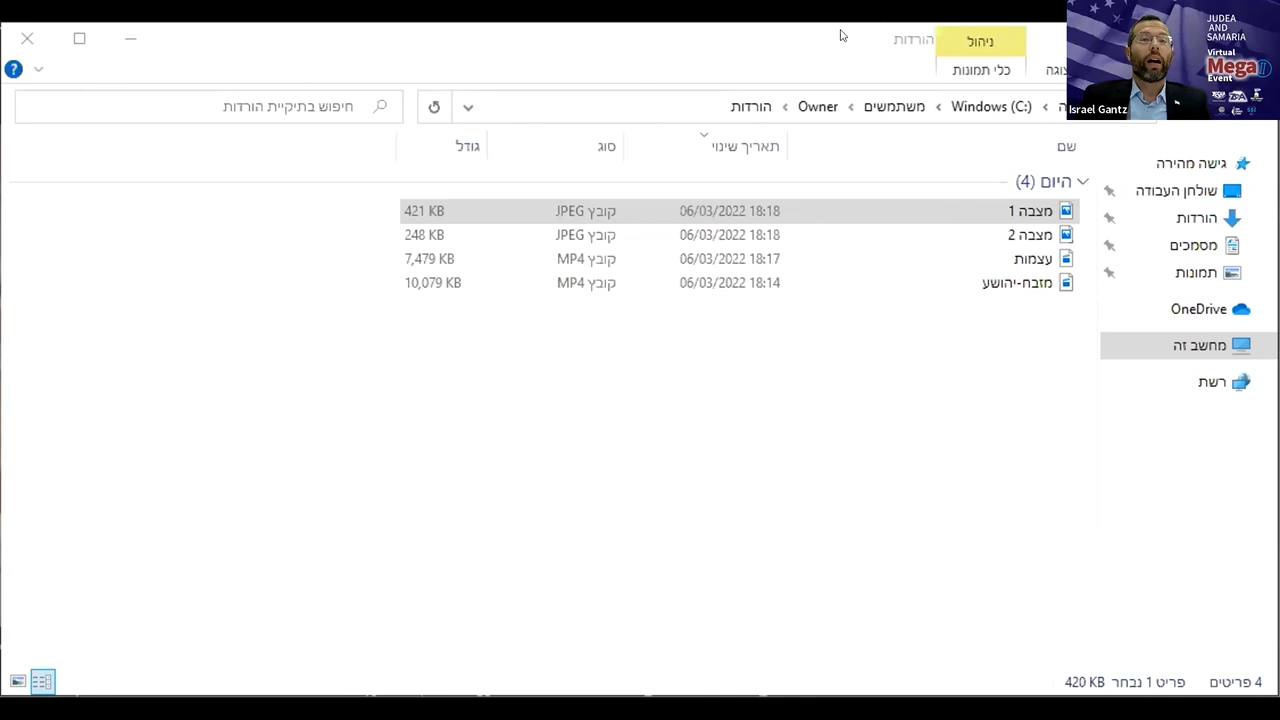 הורדות
ניהול
כלי תמונות
JUDEA
AND
SAMARIA
Virtual
Mega
Event
Israel Gantz
הורדות ‹ Owner ‹ משתמשים ‹ Windows (C:) ‹
חיפוש בתיקיית הורדות
שם תאריך שינוי סוג גודל
היום (4)
מצבה 1 06/03/2022 18:18 קובץ JPEG 421 KB
מצבה 2 06/03/2022 18:18 קובץ JPEG 248 KB
עצמות 06/03/2022 18:17 קובץ MP4 7,479 KB
מזבח-יהושע 06/03/2022 18:14 קובץ MP4 10,079 KB
גישה מהירה
שולחן העבודה
הורדות
מסמכים
תמונות
OneDrive
מחשב זה
רשת
4 פריטים פריט 1 נבחר 420 KB